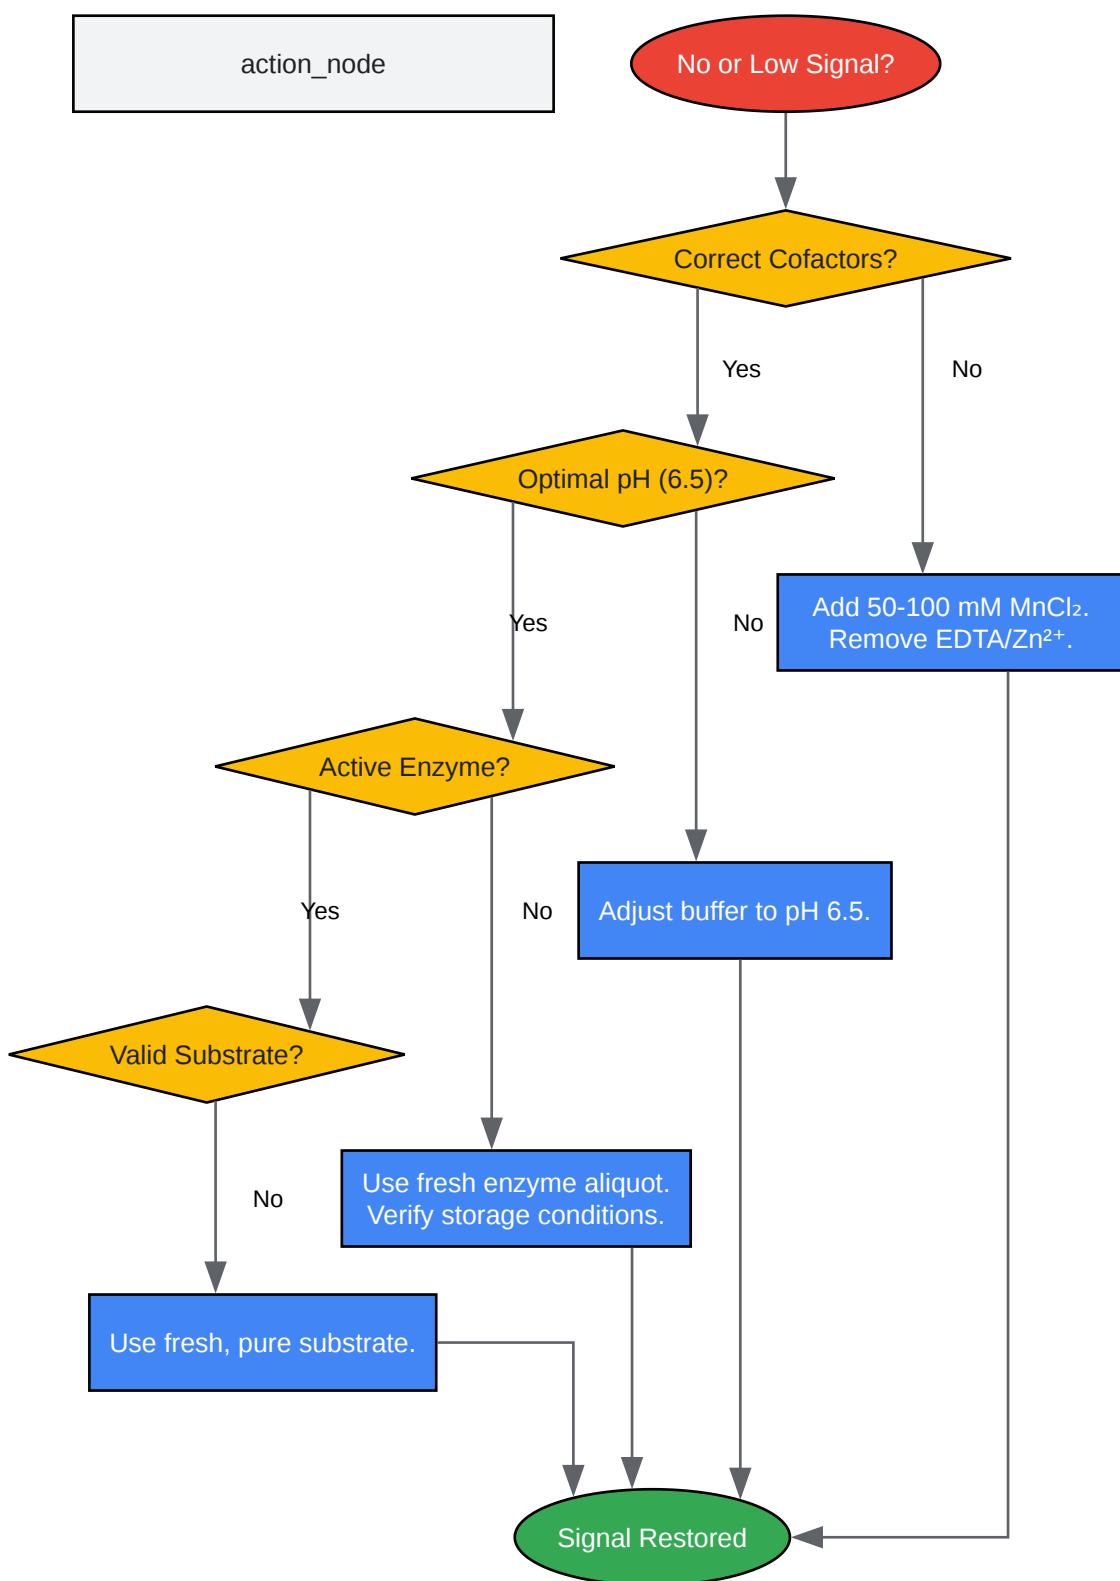 action_node
No or Low Signal?
Correct Cofactors?
Yes
No
Optimal pH (6.5)?
Yes
No
Add 50-100 mM MnCl₂.
Remove EDTA/Zn²⁺.
Active Enzyme?
Yes
No
Adjust buffer to pH 6.5.
Valid Substrate?
No
Use fresh enzyme aliquot.
Verify storage conditions.
Use fresh, pure substrate.
Signal Restored